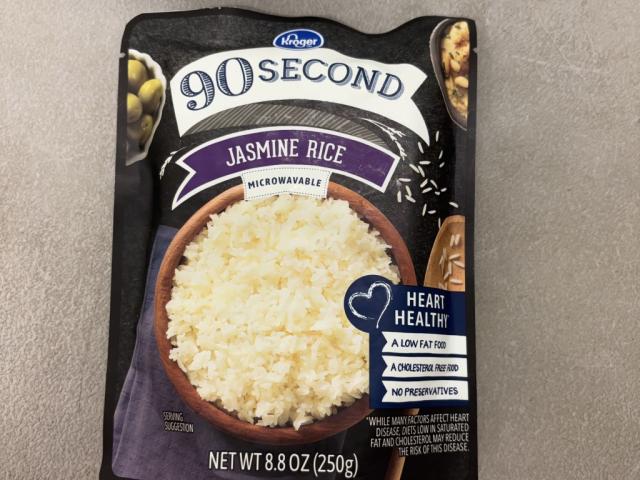 Kroger
90 SECOND
JASMINE RICE
MICROWAVABLE
HEART
HEALTHY*
A LOW FAT FOOD
A CHOLESTEROL FREE FOOD
NO PRESERVATIVES
SERVING
SUGGESTION
*WHILE MANY FACTORS AFFECT HEART
DISEASE, DIETS LOW IN SATURATED
FAT AND CHOLESTEROL MAY REDUCE
THE RISK OF THIS DISEASE.
NET WT 8.8 OZ (250g)